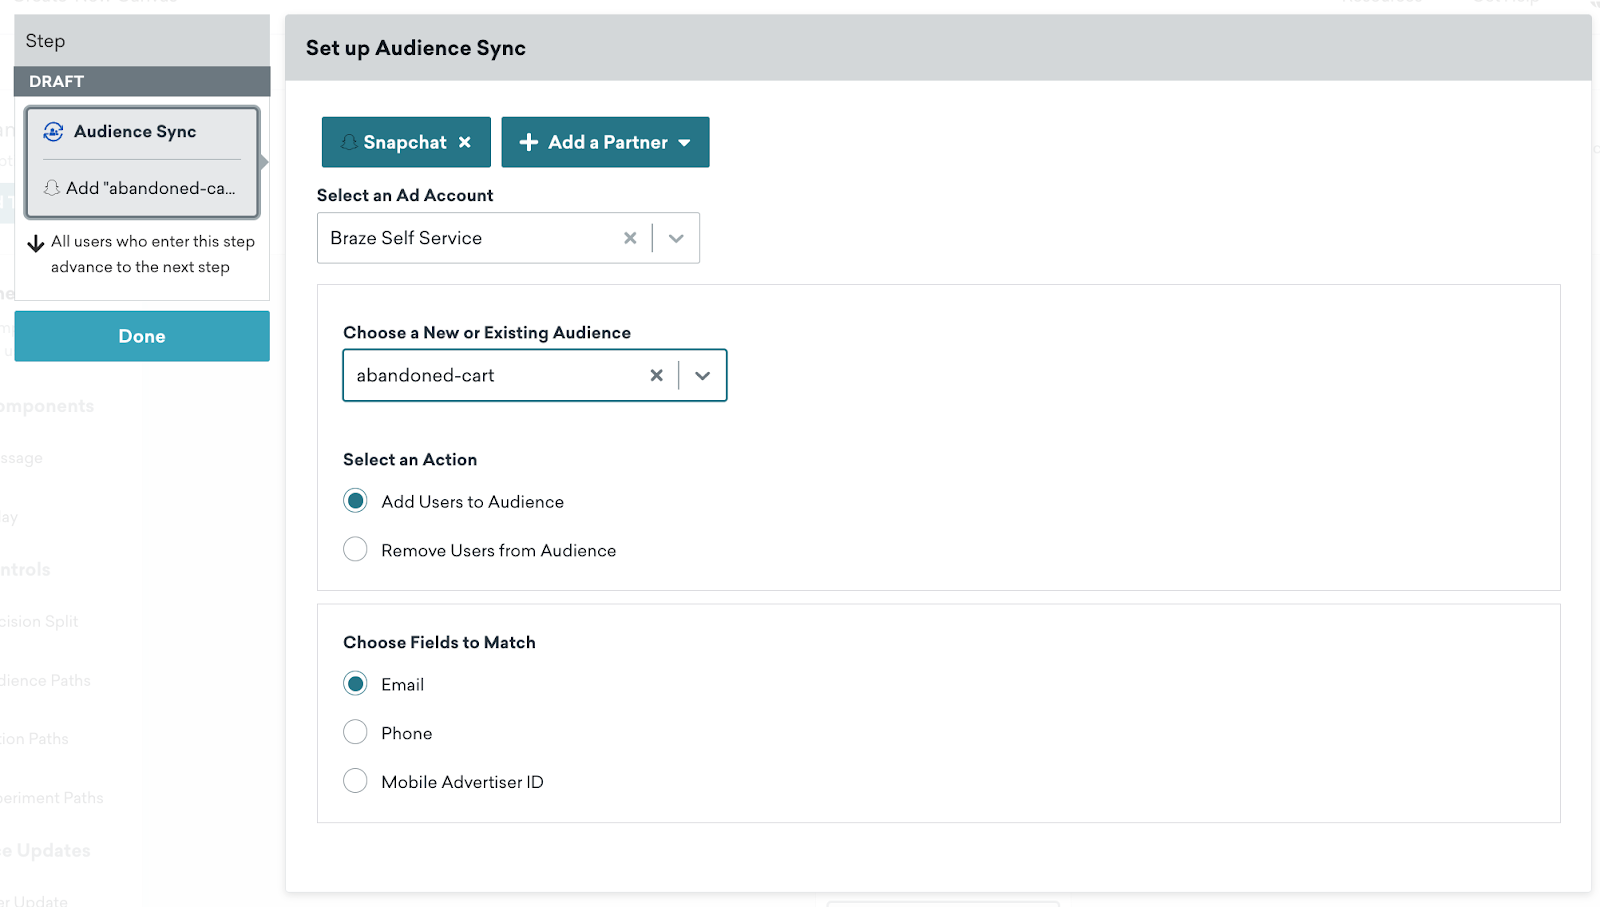 Step
DRAFT
Audience Sync
Add "abandoned-ca...
All users who enter this step
advance to the next step
Done
Set up Audience Sync
Snapchat
Add a Partner
Select an Ad Account
Braze Self Service
Choose a New or Existing Audience
abandoned-cart
Select an Action
Add Users to Audience
Remove Users from Audience
Choose Fields to Match
Email
Phone
Mobile Advertiser ID
omponents
ssage
lay
ntrols
cision Split
dience Paths
tion Paths
periment Paths
e Updates
er Update